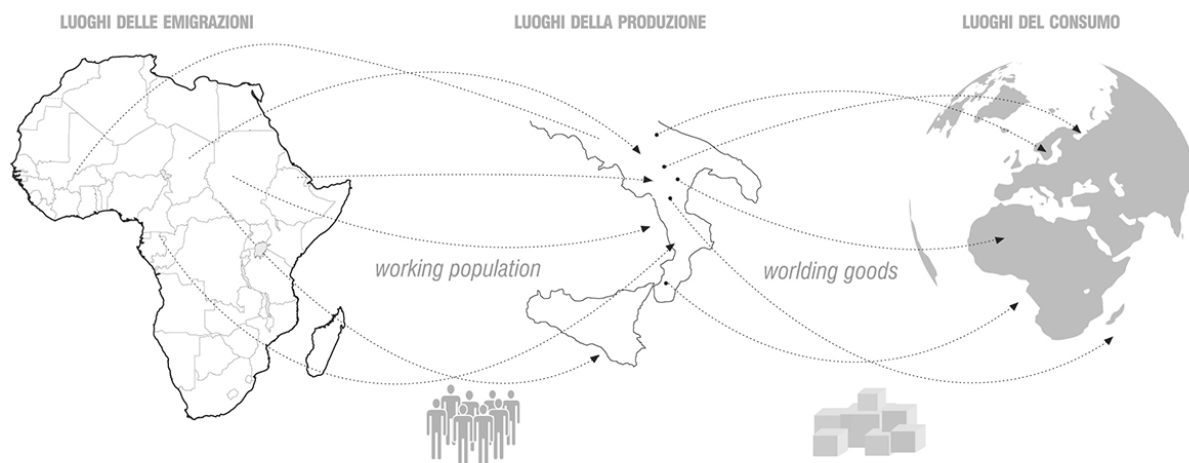 LUOGHI DELLE EMIGRAZIONI
LUOGHI DELLA PRODUZIONE
LUOGHI DEL CONSUMO
working population
worlding goods